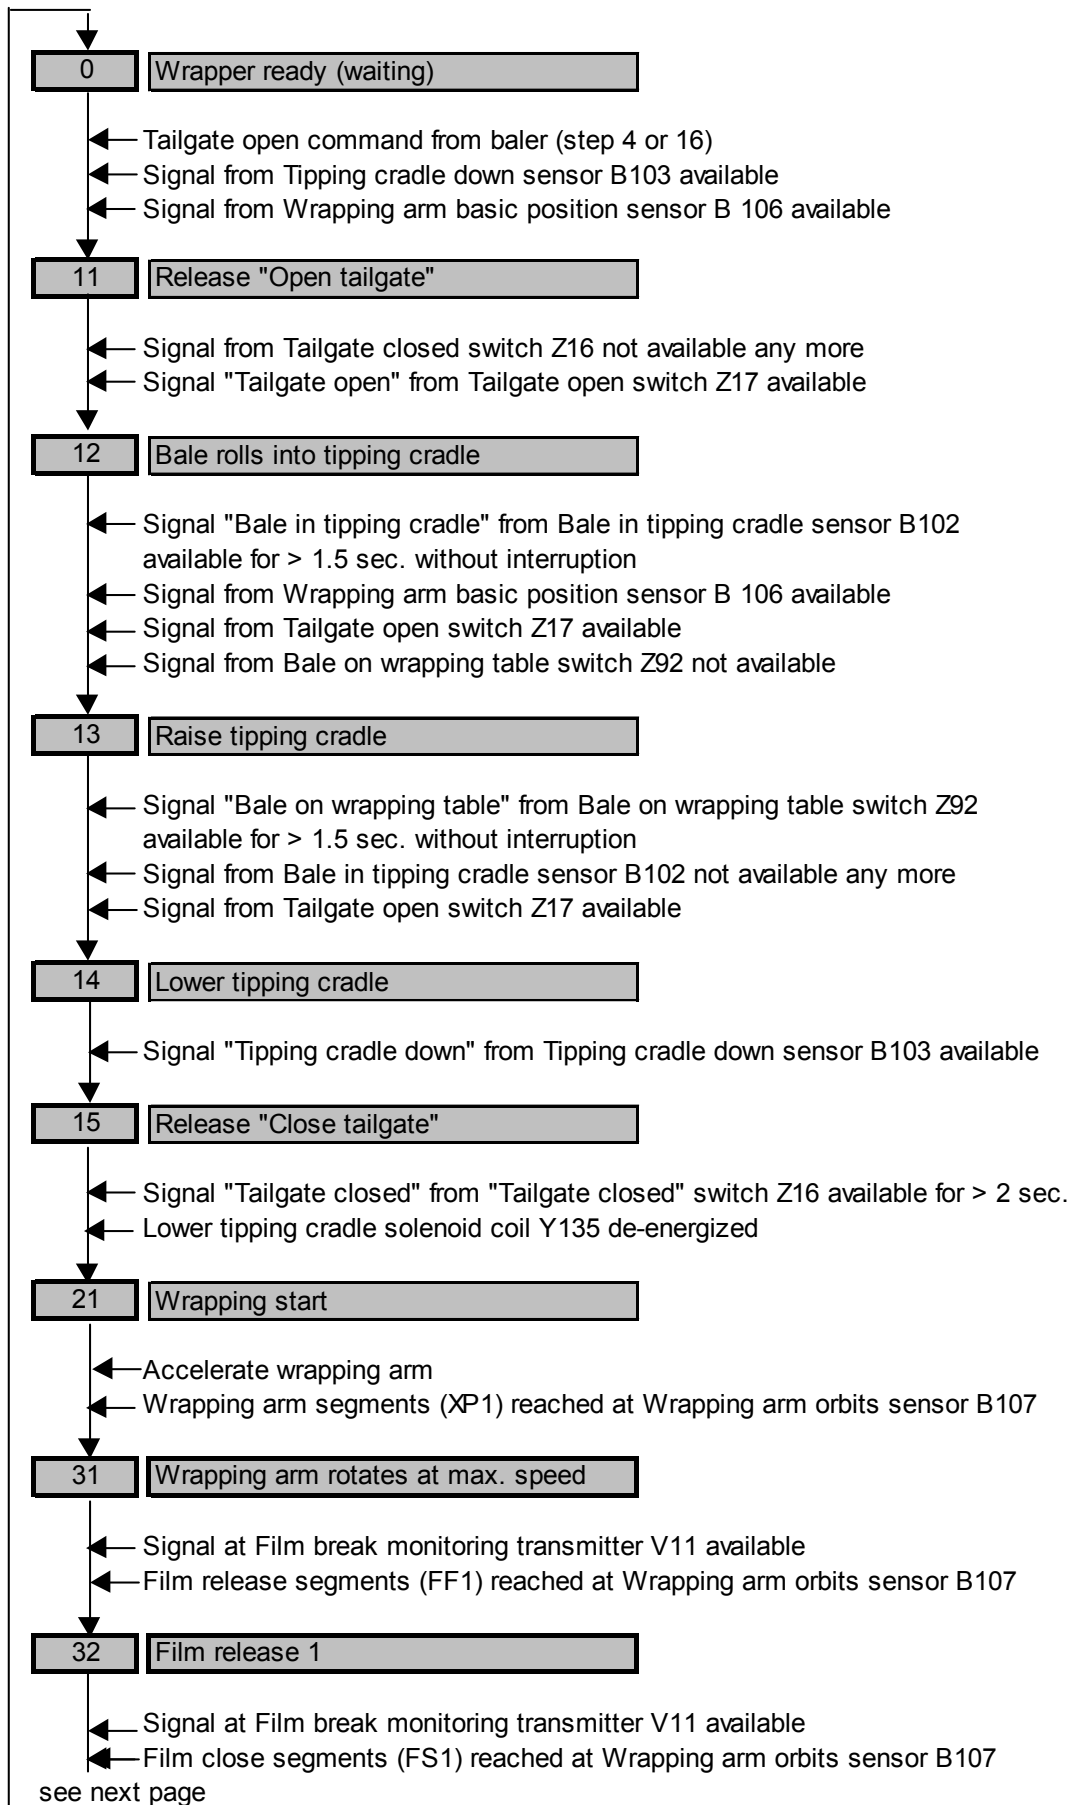 0 Wrapper ready (waiting)
Tailgate open command from baler (step 4 or 16)
Signal from Tipping cradle down sensor B103 available
Signal from Wrapping arm basic position sensor B 106 available
11 Release "Open tailgate"
Signal from Tailgate closed switch Z16 not available any more
Signal "Tailgate open" from Tailgate open switch Z17 available
12 Bale rolls into tipping cradle
Signal "Bale in tipping cradle" from Bale in tipping cradle sensor B102
available for > 1.5 sec. without interruption
Signal from Wrapping arm basic position sensor B 106 available
Signal from Tailgate open switch Z17 available
Signal from Bale on wrapping table switch Z92 not available
13 Raise tipping cradle
Signal "Bale on wrapping table" from Bale on wrapping table switch Z92
available for > 1.5 sec. without interruption
Signal from Bale in tipping cradle sensor B102 not available any more
Signal from Tailgate open switch Z17 available
14 Lower tipping cradle
Signal "Tipping cradle down" from Tipping cradle down sensor B103 available
15 Release "Close tailgate"
Signal "Tailgate closed" from "Tailgate closed" switch Z16 available for > 2 sec.
Lower tipping cradle solenoid coil Y135 de-energized
21 Wrapping start
Accelerate wrapping arm
Wrapping arm segments (XP1) reached at Wrapping arm orbits sensor B107
31 Wrapping arm rotates at max. speed
Signal at Film break monitoring transmitter V11 available
Film release segments (FF1) reached at Wrapping arm orbits sensor B107
32 Film release 1
Signal at Film break monitoring transmitter V11 available
Film close segments (FS1) reached at Wrapping arm orbits sensor B107
see next page